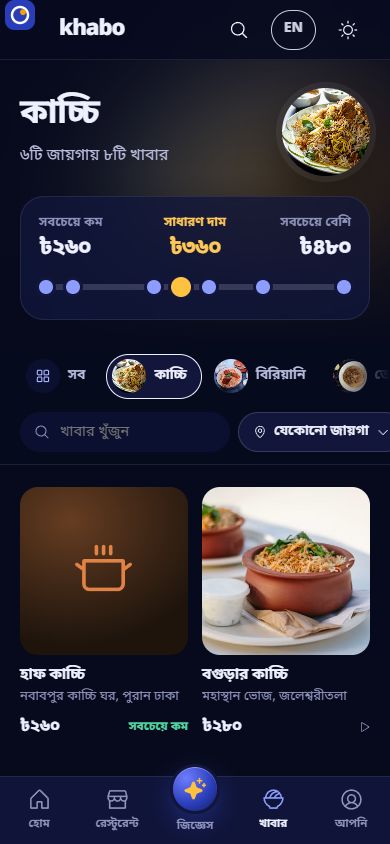 khabo
EN
কাচ্চি
৬টি জায়গায় ৮টি খাবার
সবচেয়ে কম
সাধারণ দাম
সবচেয়ে বেশি
৳২৬০
৳৩৬০
৳৪৮০
সব
কাচ্চি
বিরিয়ানি
খাবার খুঁজুন
যেকোনো জায়গা
হাফ কাচ্চি
বগুড়ার কাচ্চি
নবাবপুর কাচ্চি ঘর, পুরান ঢাকা
মহাস্থান ভোজ, জলেশ্বরীতলা
৳২৬০
সবচেয়ে কম
৳২৮০
হোম
রেস্টুরেন্ট
জিজ্ঞেস
খাবার
আপনি